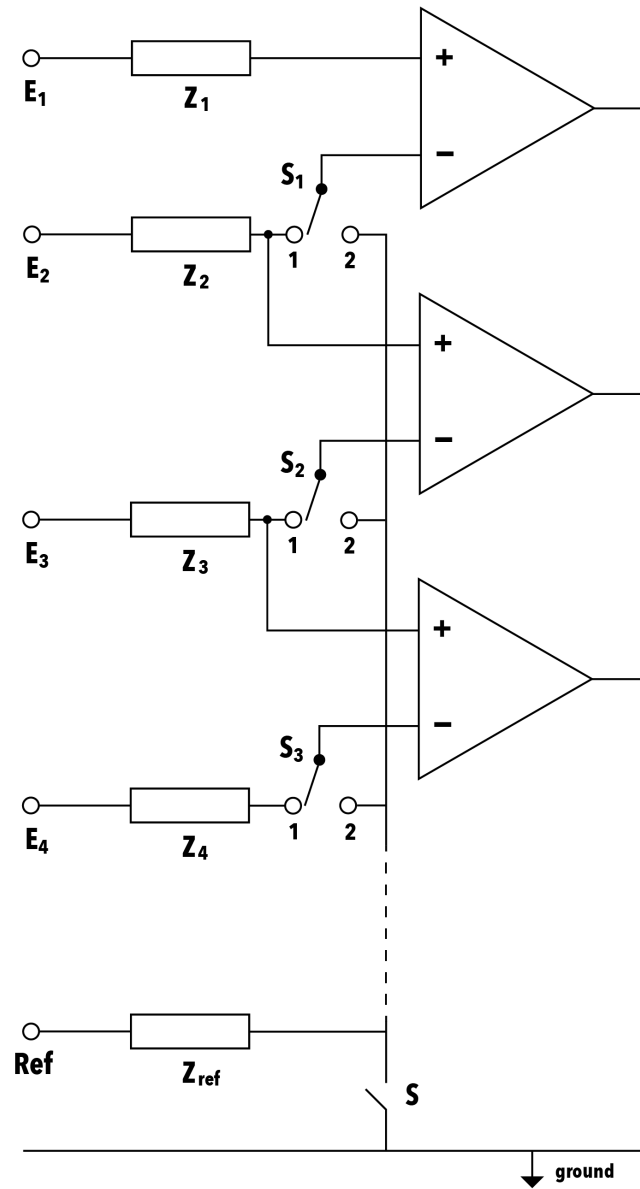 +
E₁
Z₁
−
S₁
E₂
Z₂
1
2
+
−
S₂
E₃
Z₃
1
2
+
−
S₃
E₄
Z₄
1
2
Ref
Zref
S
ground